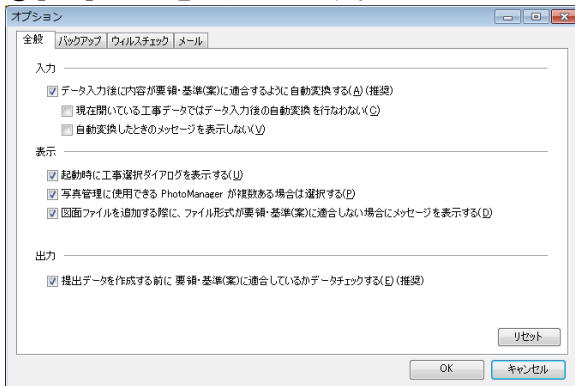 オプション
全般 バックアップ ウィルスチェック メール
入力
データ入力後に内容が要領・基準(案)に適合するように自動変換する(A) (推奨)
現在開いている工事データではデータ入力後の自動変換を行なわない(C)
自動変換したときのメッセージを表示しない(V)
表示
起動時に工事選択ダイアログを表示する(U)
写真管理に使用できる PhotoManager が複数ある場合は選択する(P)
図面ファイルを追加する際に、ファイル形式が要領・基準(案)に適合しない場合にメッセージを表示する(D)
出力
提出データを作成する前に 要領・基準(案)に適合しているかデータチェックする(E) (推奨)
リセット
OK キャンセル